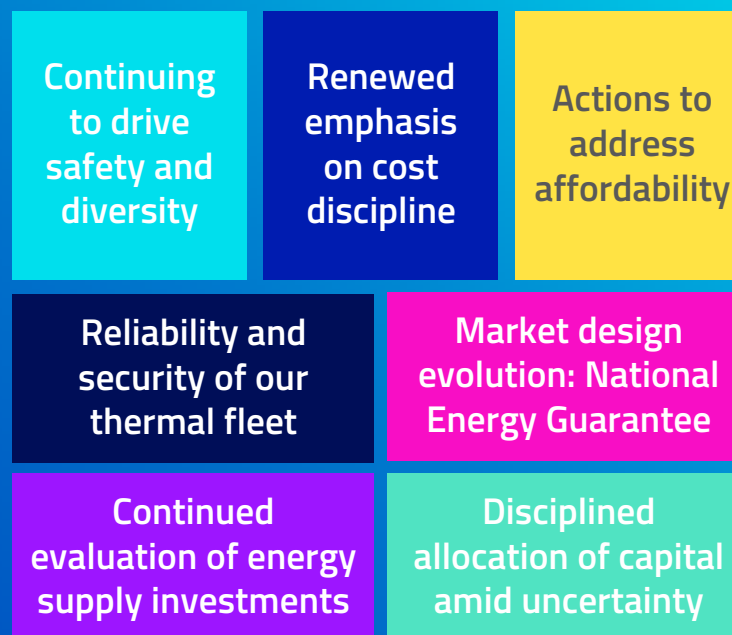 Continuing
to drive
safety and
diversity
Renewed
emphasis
on cost
discipline
Actions to
address
affordability
Reliability and
security of our
thermal fleet
Market design
evolution: National
Energy Guarantee
Continued
evaluation of energy
supply investments
Disciplined
allocation of capital
amid uncertainty